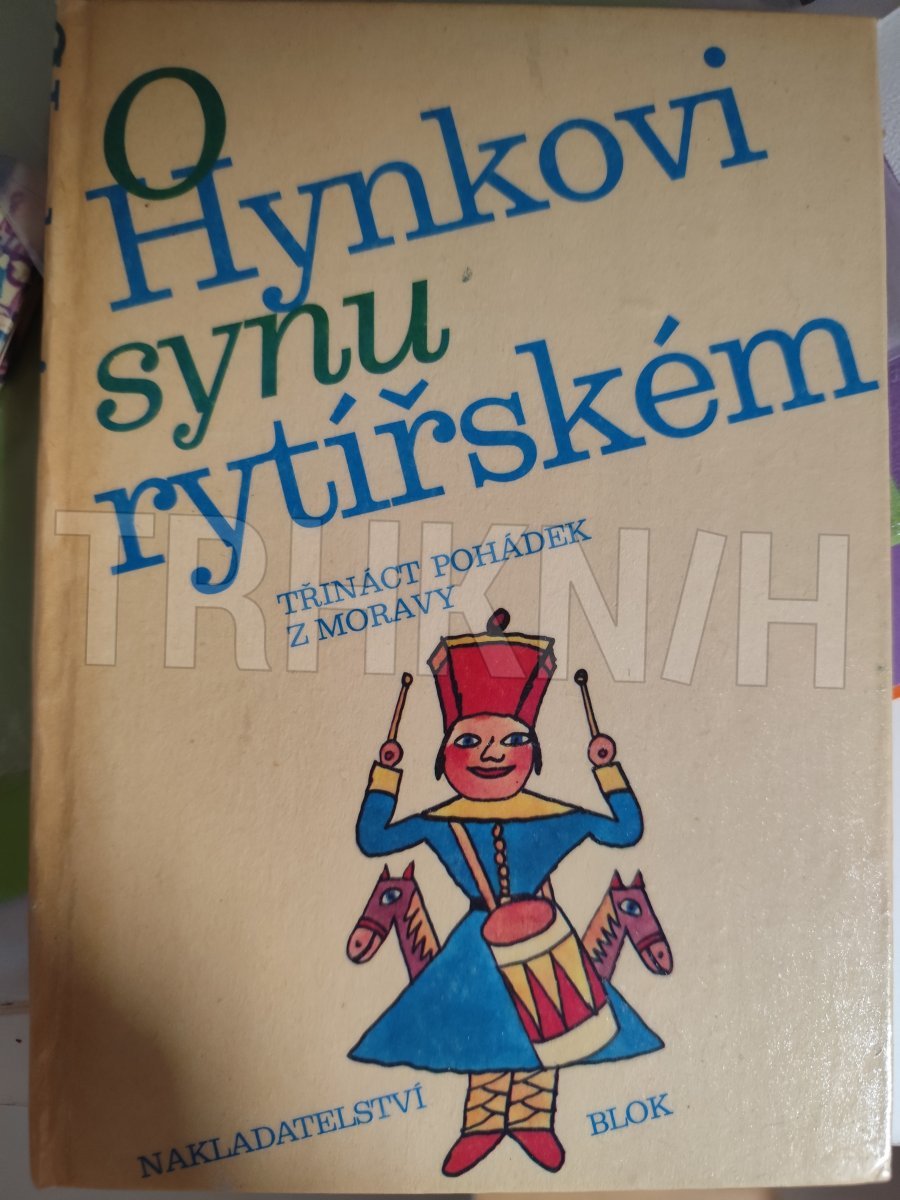 O
Hynkovi
synu
rytířském
TŘINÁCT POHÁDEK
Z MORAVY
TRHKNIH
NAKLADATELSTVÍ
BLOK